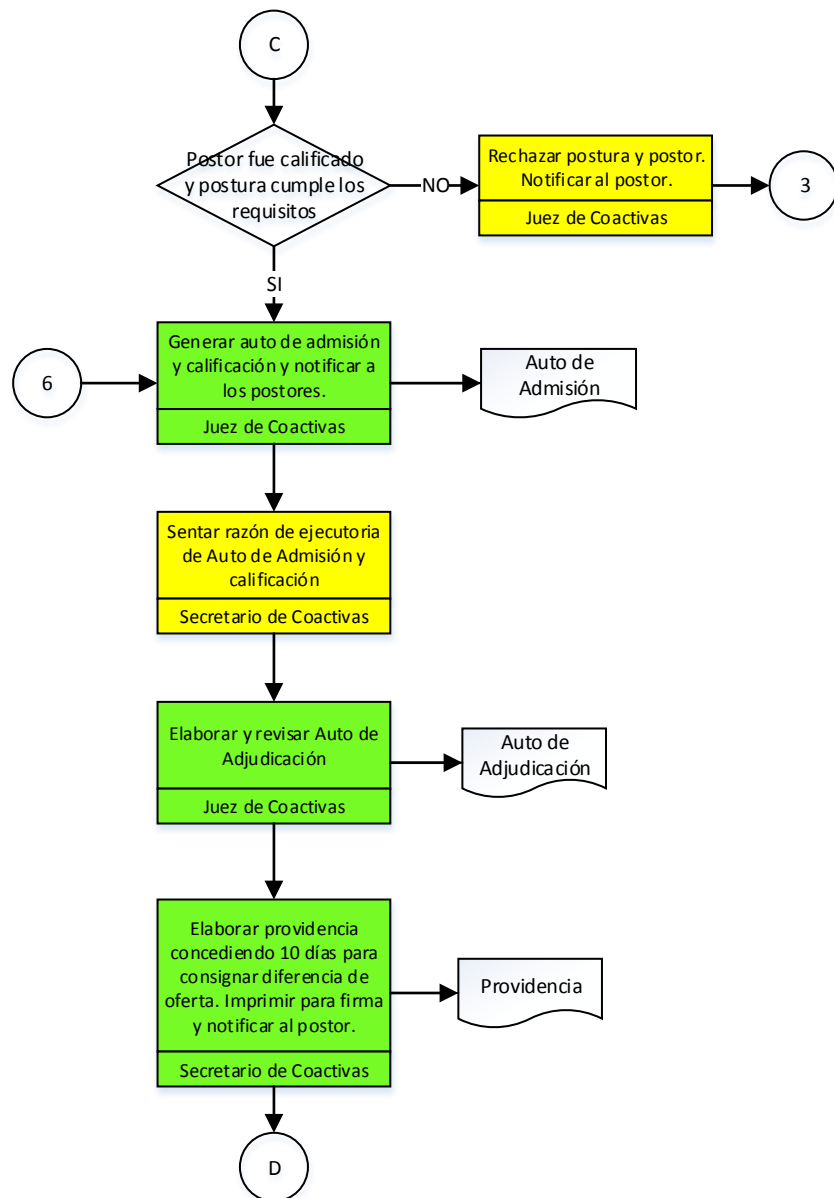 C
Postor fue calificado
y postura cumple los
requisitos
NO
Rechazar postura y postor.
Notificar al postor.
Juez de Coactivas
3
SI
6
Generar auto de admisión
y calificación y notificar a
los postores.
Juez de Coactivas
Auto de
Admisión
Sentar razón de ejecutoria
de Auto de Admisión y
calificación
Secretario de Coactivas
Elaborar y revisar Auto de
Adjudicación
Juez de Coactivas
Auto de
Adjudicación
Elaborar providencia
concediendo 10 días para
consignar diferencia de
oferta. Imprimir para firma
y notificar al postor.
Secretario de Coactivas
Providencia
D